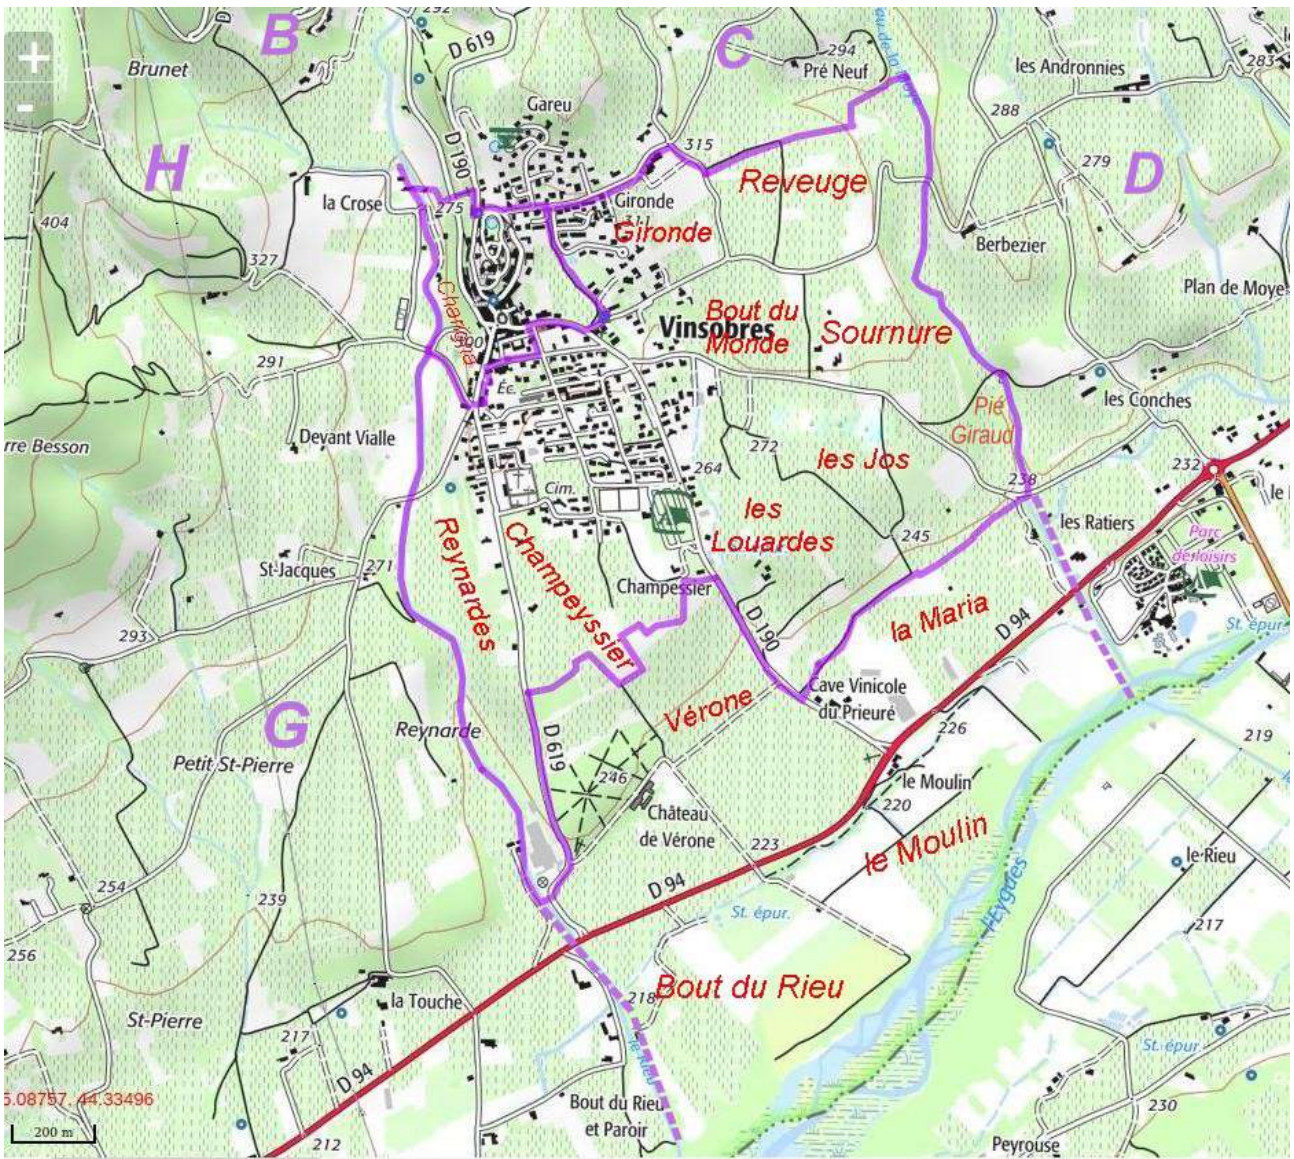 292
D 619
B
C
294
Pré Neuf
les Andronnies
283
+
Brunet
-
Gareu
288
D 190
315
279
H
D
Reveuge
la Crose
275
Gironde
311
Gironde
404
Berbezier
327
Plan de Moye
Bout du
Monde
Vinsobres
Sournure
300
291
Éc.
les Conches
Pié
Giraud
Devant Vialle
rre Besson
272
les Jos
264
232
Cim.
238
les
Louardes
les Ratiers
Parc
de loisirs
245
Reynardes
Champeyssier
St-Jacques
271
Champessier
la Maria
D 94
St. épur.
293
D 190
Cave Vinicole
du Prieuré
Vérone
G
Reynarde
D 619
226
219
Petit St-Pierre
246
le Moulin
220
Château
de Vérone
223
le Moulin
le Rieu
254
D 94
l'Eygues
239
St. épur.
217
256
Bout du Rieu
218
la Touche
St-Pierre
217
le Rieu
St. épur.
D 94
5.08757, 44.33496
Bout du Rieu
et Paroir
230
200 m
212
Peyrouse